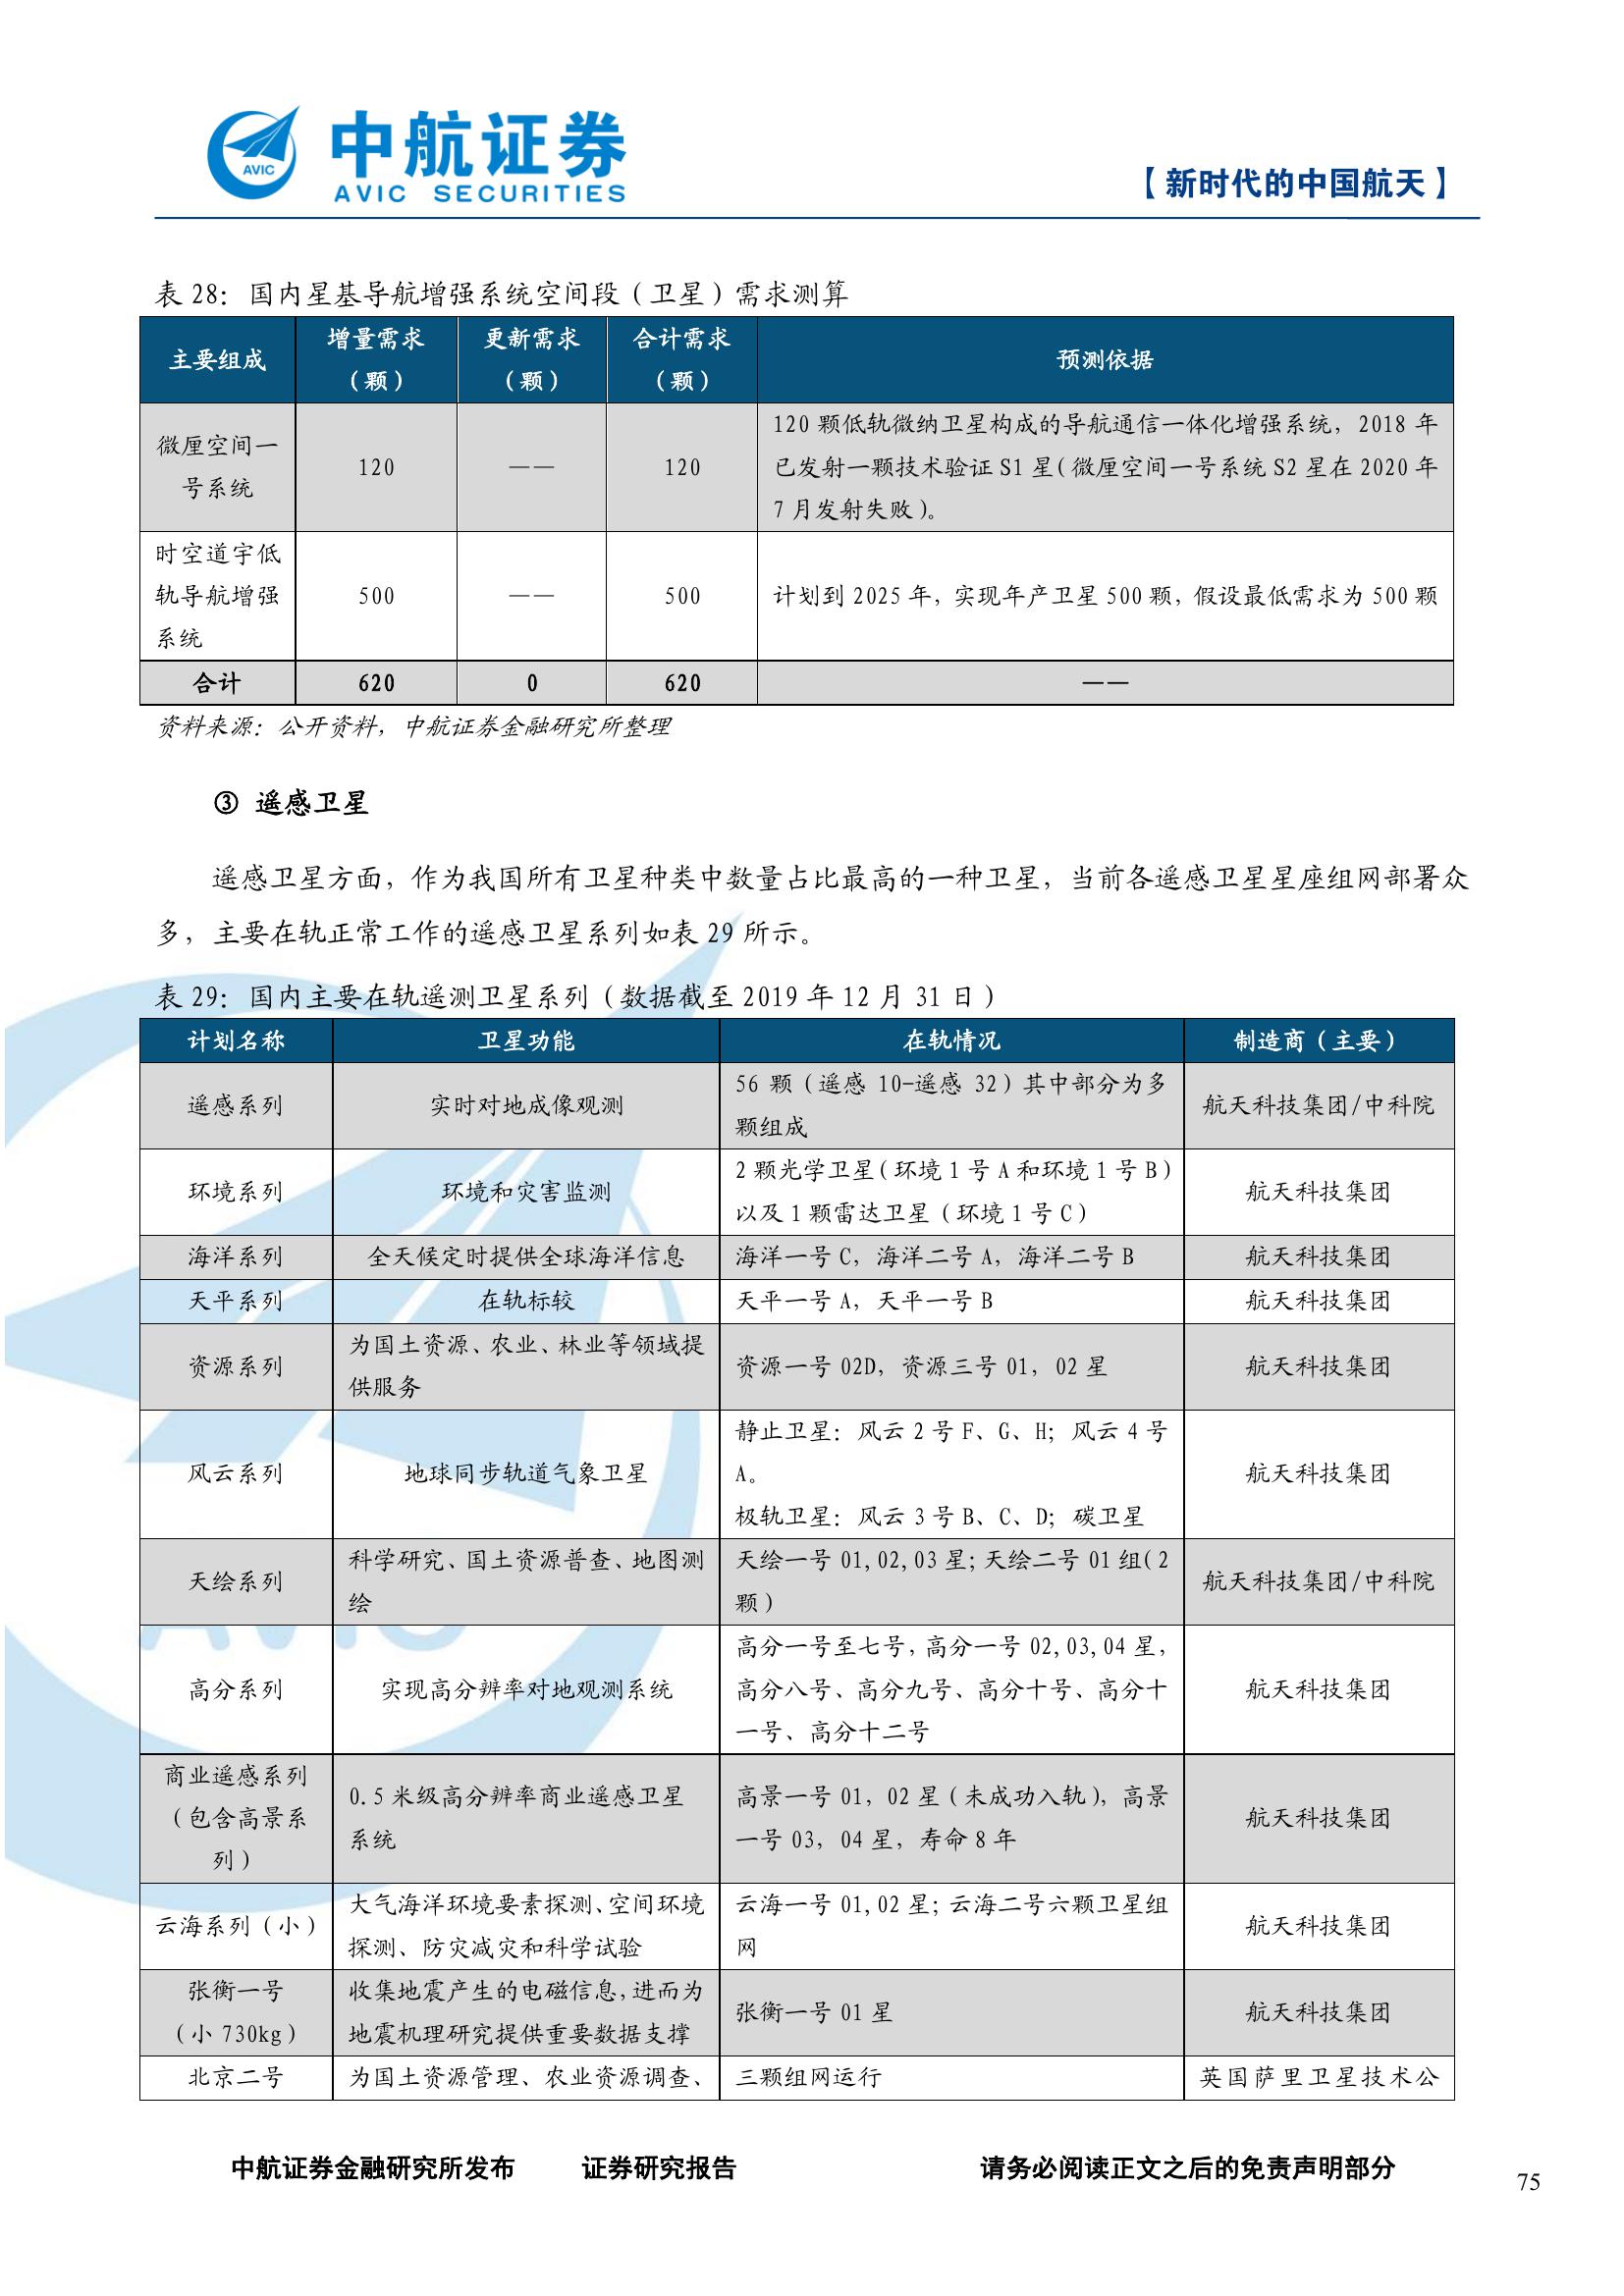 中航证券
AVIC SECURITIES
AVIC
【新时代的中国航天】
表 28：国内星基导航增强系统空间段（卫星）需求测算
主要组成
增量需求
（颗）
更新需求
（颗）
合计需求
（颗）
预测依据
微厘空间一
号系统
120
——
120
120 颗低轨微纳卫星构成的导航通信一体化增强系统，2018 年
已发射一颗技术验证 S1 星（微厘空间一号系统 S2 星在 2020 年
7 月发射失败）。
时空道宇低
轨导航增强
系统
500
——
500
计划到 2025 年，实现年产卫星 500 颗，假设最低需求为 500 颗
合计
620
0
620
——
资料来源：公开资料，中航证券金融研究所整理
③ 遥感卫星
遥感卫星方面，作为我国所有卫星种类中数量占比最高的一种卫星，当前各遥感卫星星座组网部署众
多，主要在轨正常工作的遥感卫星系列如表 29 所示。
表 29：国内主要在轨遥测卫星系列（数据截至 2019 年 12 月 31 日）
计划名称
卫星功能
在轨情况
制造商（主要）
遥感系列
实时对地成像观测
56 颗（遥感 10-遥感 32）其中部分为多
颗组成
航天科技集团/中科院
环境系列
环境和灾害监测
2 颗光学卫星（环境 1 号 A 和环境 1 号 B）
以及 1 颗雷达卫星（环境 1 号 C）
航天科技集团
海洋系列
全天候定时提供全球海洋信息
海洋一号 C，海洋二号 A，海洋二号 B
航天科技集团
天平系列
在轨标较
天平一号 A，天平一号 B
航天科技集团
资源系列
为国土资源、农业、林业等领域提
供服务
资源一号 02D，资源三号 01，02 星
航天科技集团
风云系列
地球同步轨道气象卫星
静止卫星：风云 2 号 F、G、H；风云 4 号
A。
极轨卫星：风云 3 号 B、C、D；碳卫星
航天科技集团
天绘系列
科学研究、国土资源普查、地图测
绘
天绘一号 01,02,03 星；天绘二号 01 组（2
颗）
航天科技集团/中科院
高分系列
实现高分辨率对地观测系统
高分一号至七号，高分一号 02,03,04 星，
高分八号、高分九号、高分十号、高分十
一号、高分十二号
航天科技集团
商业遥感系列
（包含高景系
列）
0.5 米级高分辨率商业遥感卫星
系统
高景一号 01，02 星（未成功入轨），高景
一号 03，04 星，寿命 8 年
航天科技集团
云海系列（小）
大气海洋环境要素探测、空间环境
探测、防灾减灾和科学试验
云海一号 01,02 星；云海二号六颗卫星组
网
航天科技集团
张衡一号
（小 730kg）
收集地震产生的电磁信息，进而为
地震机理研究提供重要数据支撑
张衡一号 01 星
航天科技集团
北京二号
为国土资源管理、农业资源调查、
三颗组网运行
英国萨里卫星技术公
中航证券金融研究所发布 证券研究报告 请务必阅读正文之后的免责声明部分
75